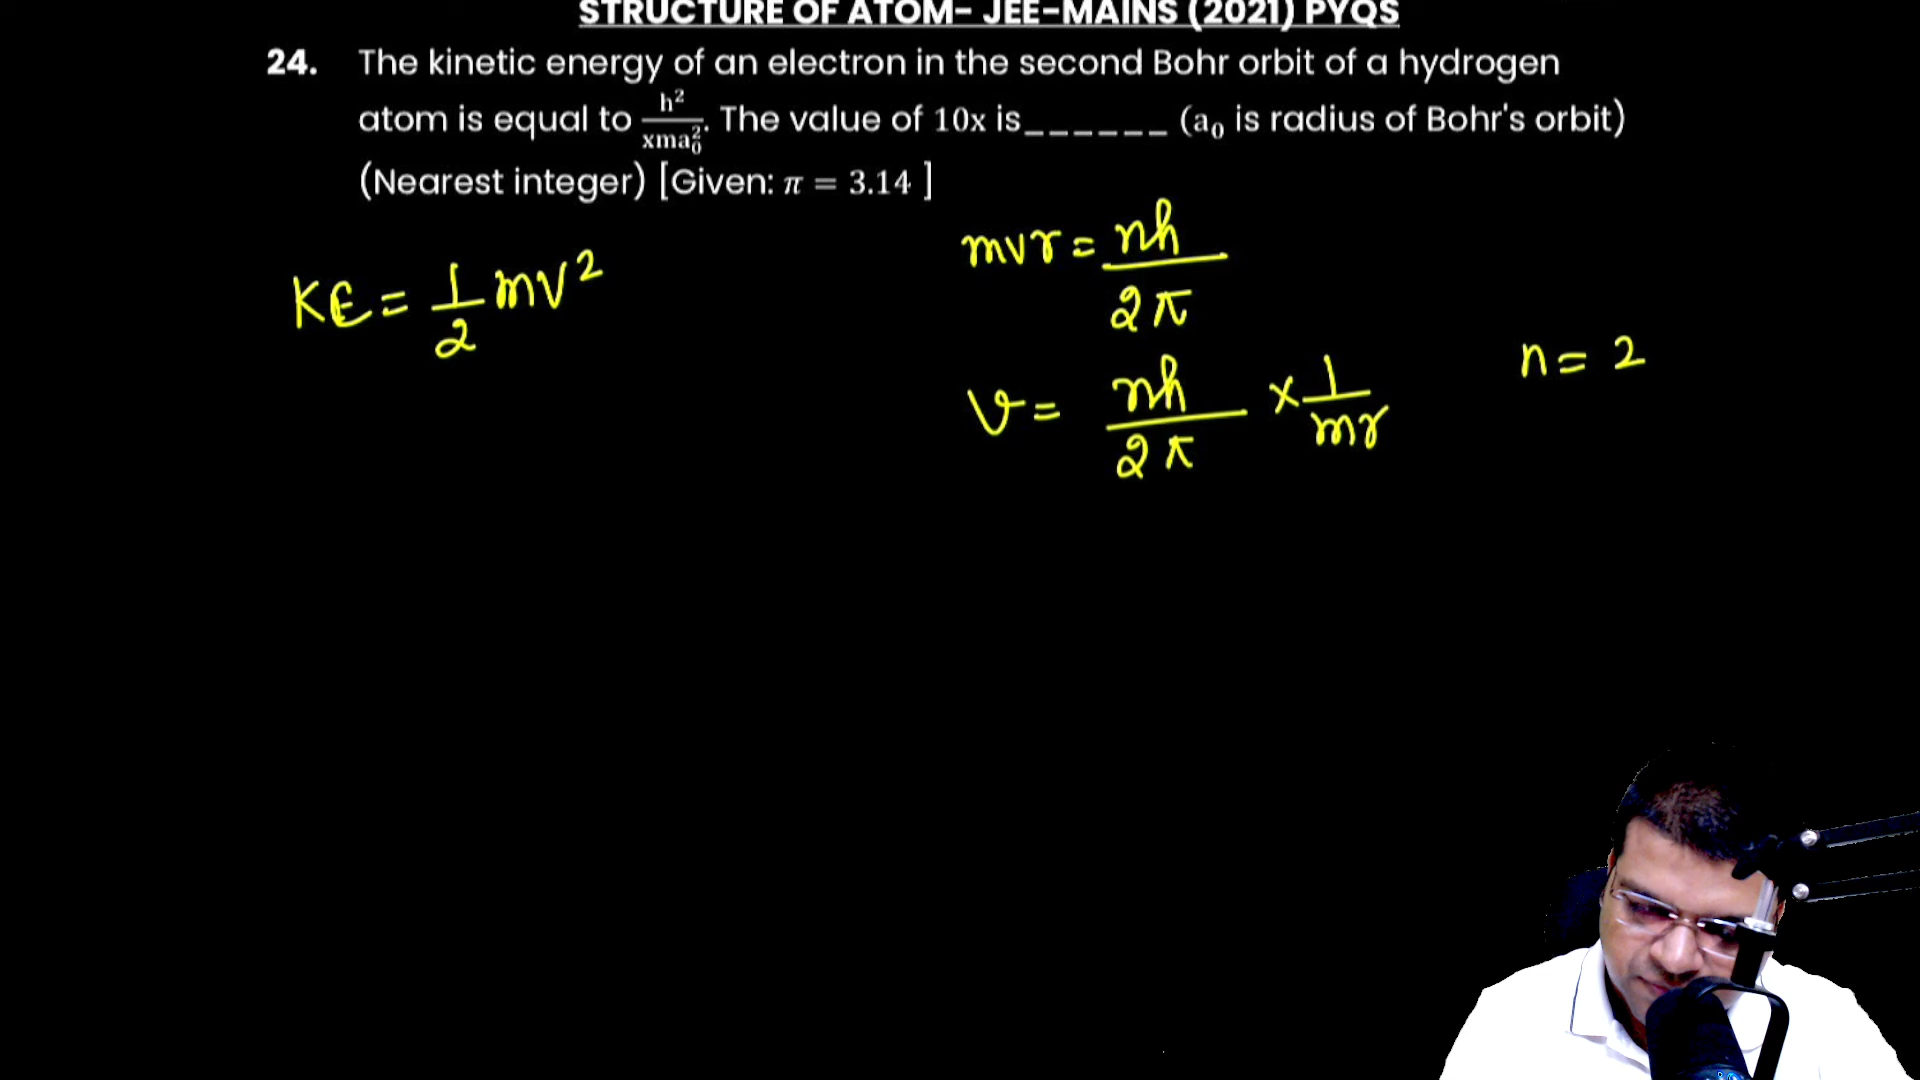 STRUCTURE OF ATOM- JEE-MAINS (2021) PYQS
24. The kinetic energy of an electron in the second Bohr orbit of a hydrogen
atom is equal to h²/xma₀². The value of 10x is______ (a₀ is radius of Bohr's orbit)
(Nearest integer) [Given: π = 3.14 ]
mvr = nh/2π
KE = 1/2 mv²
n = 2
v = nh/2π × 1/mr